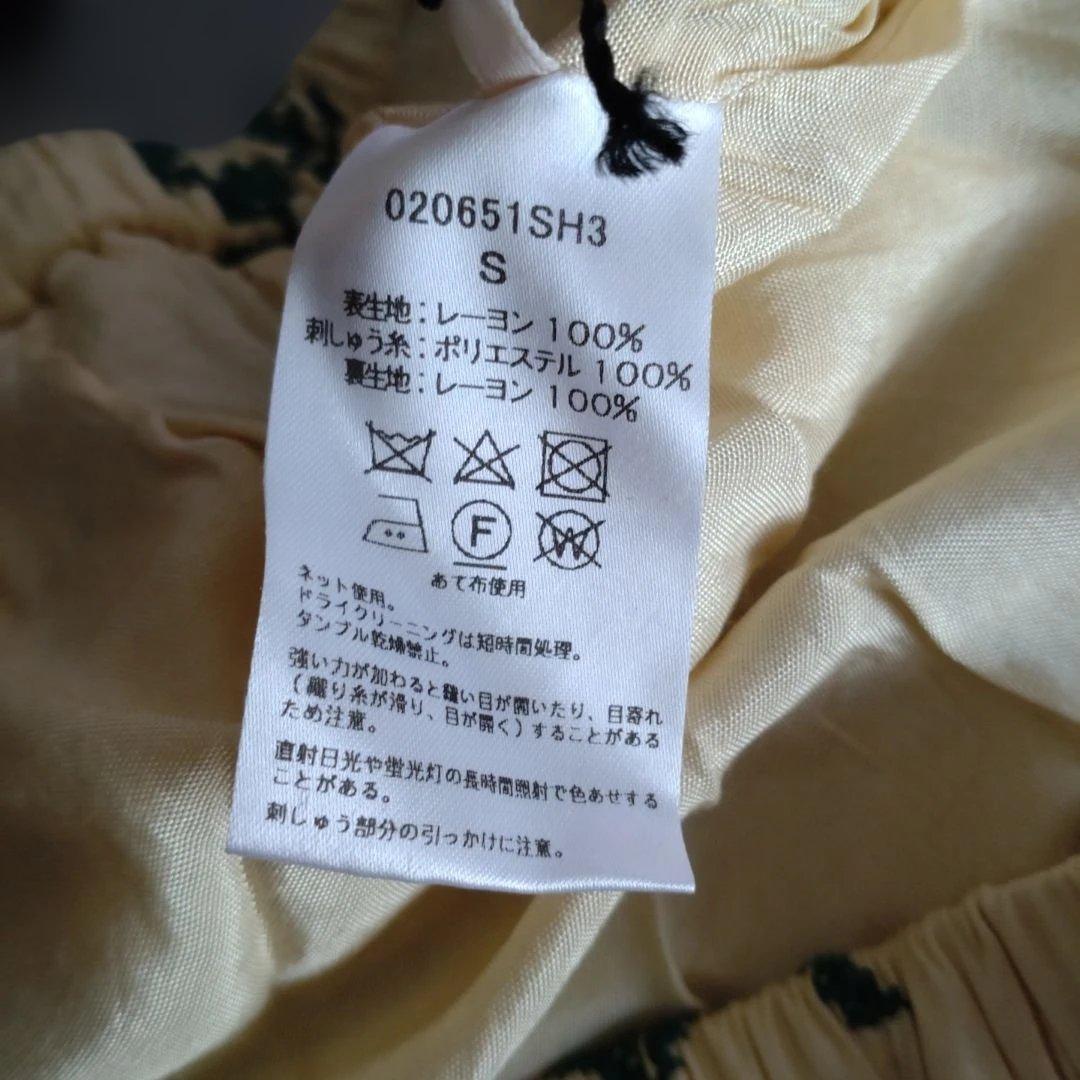 020651SH3
S
表生地：レーヨン 100%
刺しゅう糸：ポリエステル 100%
裏生地：レーヨン 100%
F
W
あて布使用
ネット使用。
ドライクリーニングは短時間処理。
タンブル乾燥禁止。
強い力が加わると縫い目が開いたり、目寄れ
（織り糸が滑り、目が開く）することがある
ため注意。
直射日光や蛍光灯の長時間照射で色あせする
ことがある。
刺しゅう部分の引っかけに注意。